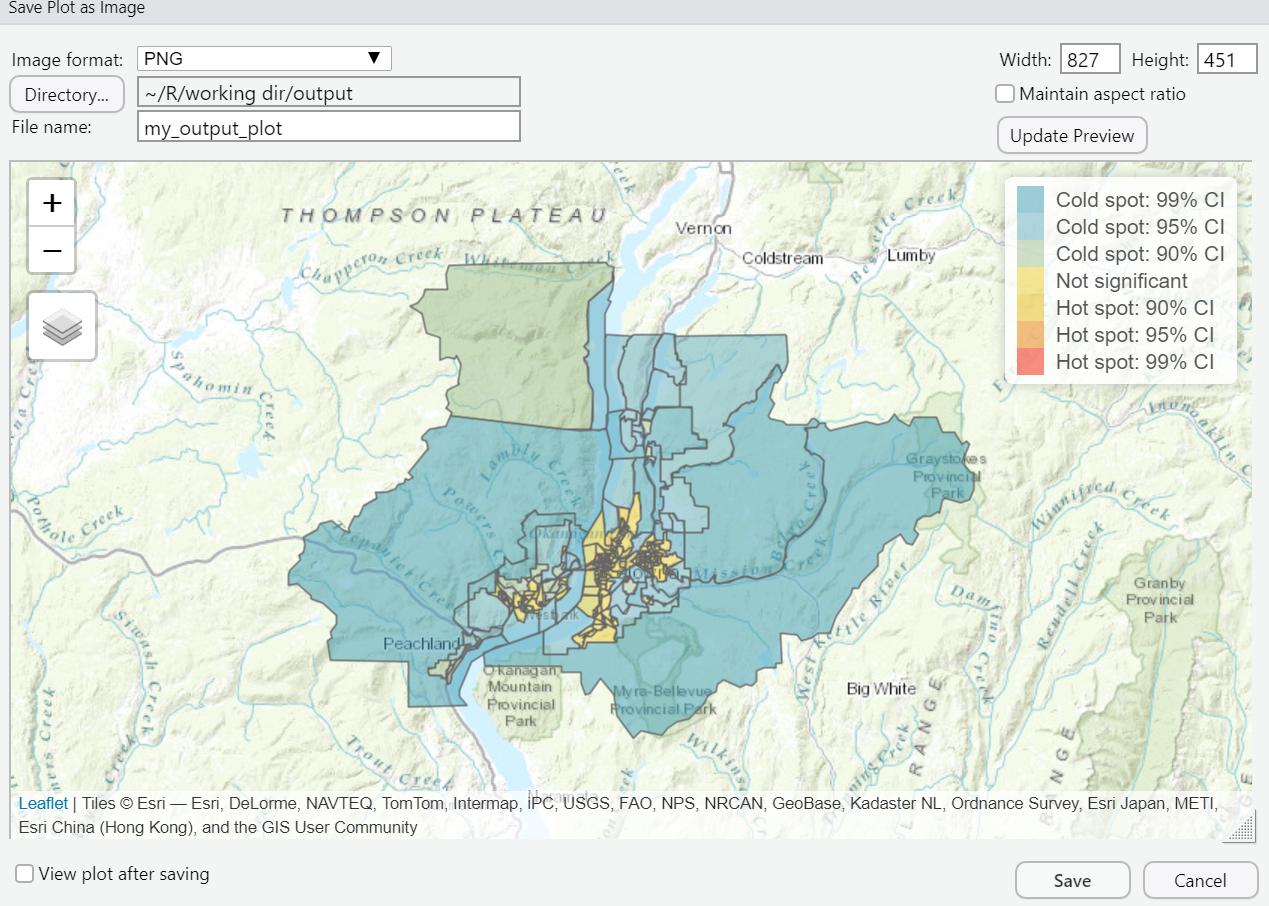 Save Plot as Image
Image format: PNG ▼ Width: 827 Height: 451
Directory... ~/R/working dir/output Maintain aspect ratio
File name: my_output_plot Update Preview
+
−
THOMPSON PLATEAU
Vernon
Coldstream
Lumby
Bessette Creek
Chapperon Creek
Whiteman Creek
Cold spot: 99% CI
Cold spot: 95% CI
Cold spot: 90% CI
Not significant
Hot spot: 90% CI
Hot spot: 95% CI
Hot spot: 99% CI
Spahomin Creek
Inonoaklin C
Lambly Creek
Powers C
Graystokes
Provincial
Park
Winnifred Creek
Pothole Creek
Trepanier Creek
Okanagan
Belgo Creek
Mission Creek
Rendell Creek
Granby
Provincial
Park
Damfino Creek
West Kettle River
Siwash Creek
Peachland
Okanagan
Mountain
Provincial
Park
Myra-Bellevue
Provincial Park
Big White
Trout Creek
Wilkins
RANGE
Naramata
Leaflet | Tiles © Esri — Esri, DeLorme, NAVTEQ, TomTom, Intermap, iPC, USGS, FAO, NPS, NRCAN, GeoBase, Kadaster NL, Ordnance Survey, Esri Japan, METI,
Esri China (Hong Kong), and the GIS User Community
View plot after saving
Save Cancel